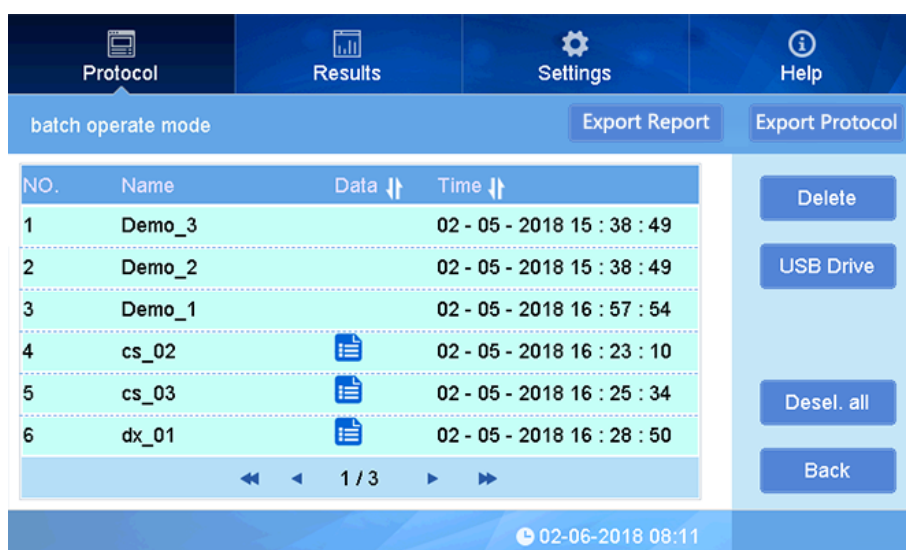 Protocol Results Settings Help
batch operate mode Export Report Export Protocol
NO. Name Data Time
1 Demo_3 02 - 05 - 2018 15 : 38 : 49
2 Demo_2 02 - 05 - 2018 15 : 38 : 49
3 Demo_1 02 - 05 - 2018 16 : 57 : 54
4 cs_02 02 - 05 - 2018 16 : 23 : 10
5 cs_03 02 - 05 - 2018 16 : 25 : 34
6 dx_01 02 - 05 - 2018 16 : 28 : 50
1 / 3
Delete
USB Drive
Desel. all
Back
02-06-2018 08:11